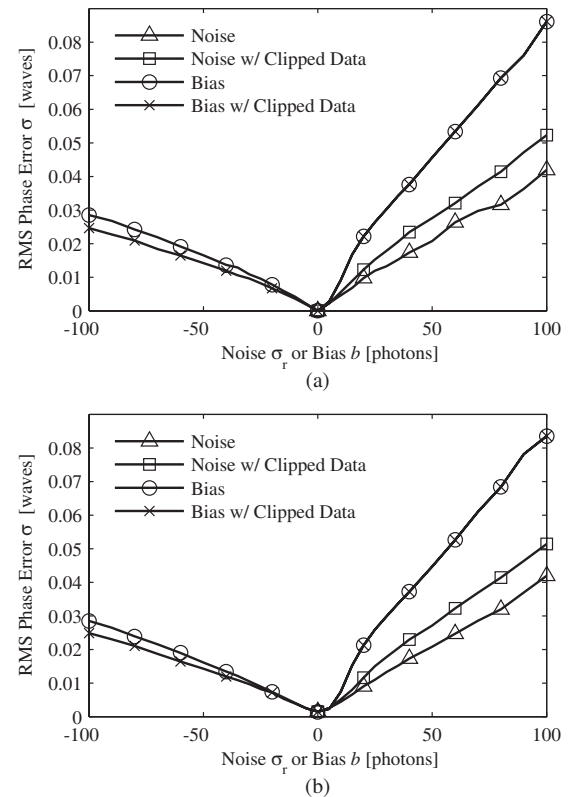 0.08
0.07
0.06
0.05
0.04
0.03
0.02
0.01
0
RMS Phase Error σ [waves]
Noise
Noise w/ Clipped Data
Bias
Bias w/ Clipped Data
-100 -50 0 50 100
Noise σr or Bias b [photons]
(a)
0.08
0.07
0.06
0.05
0.04
0.03
0.02
0.01
0
RMS Phase Error σ [waves]
Noise
Noise w/ Clipped Data
Bias
Bias w/ Clipped Data
-100 -50 0 50 100
Noise σr or Bias b [photons]
(b)